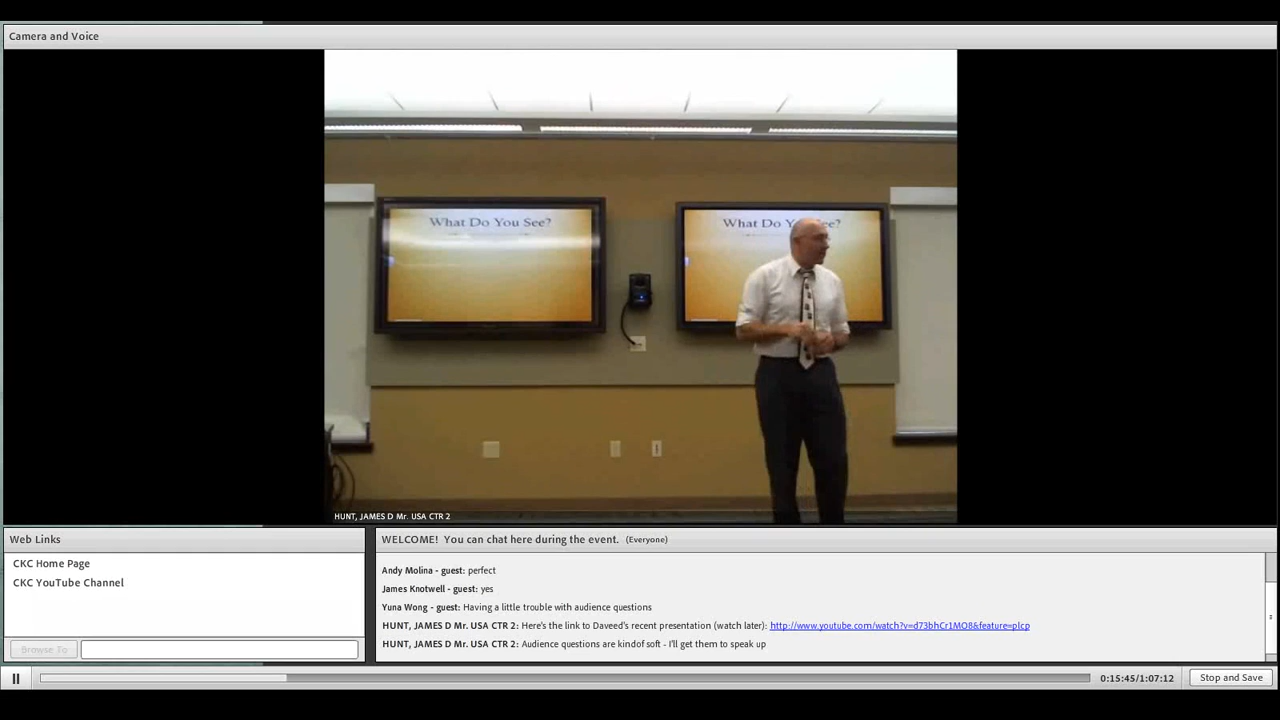 Camera and Voice
What Do You See?
What Do You See?
HUNT, JAMES D Mr. USA CTR 2
Web Links
CKC Home Page
CKC YouTube Channel
Browse To
WELCOME! You can chat here during the event. (Everyone)
Andy Molina - guest: perfect
James Knotwell - guest: yes
Yuna Wong - guest: Having a little trouble with audience questions
HUNT, JAMES D Mr. USA CTR 2: Here's the link to Daveed's recent presentation (watch later): http://www.youtube.com/watch?v=d73bhCr1MO8&feature=plcp
HUNT, JAMES D Mr. USA CTR 2: Audience questions are kindof soft - I'll get them to speak up
0:15:45/1:07:12
Stop and Save